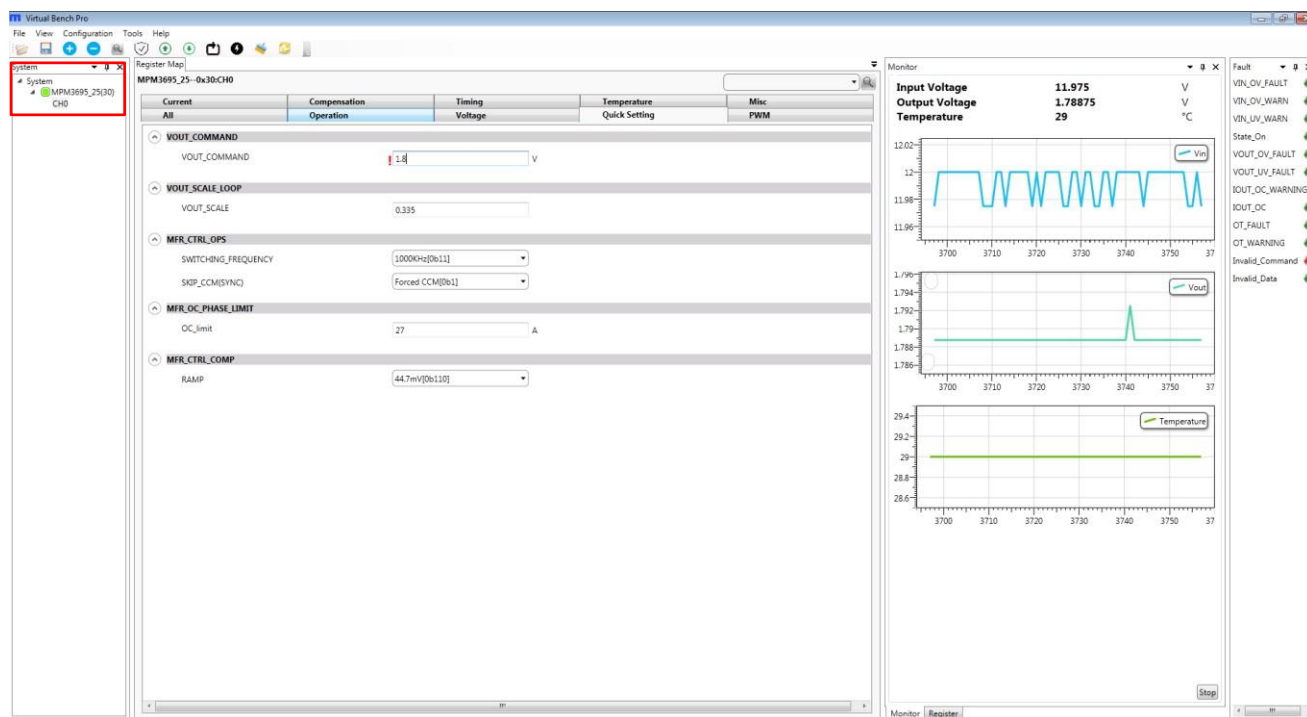 m Virtual Bench Pro
File View Configuration Tools Help
System
System
MPM3695_25(30)
CH0
Register Map
MPM3695_25--0x30:CH0
Current Compensation Timing Temperature Misc
All Operation Voltage Quick Setting PWM
VOUT_COMMAND
VOUT_COMMAND ! 1.8 V
VOUT_SCALE_LOOP
VOUT_SCALE 0.335
MFR_CTRL_OPS
SWITCHING_FREQUENCY 1000KHz[0b11]
SKIP_CCM(SYNC) Forced CCM[0b1]
MFR_OC_PHASE_LIMIT
OC_limit 27 A
MFR_CTRL_COMP
RAMP 44.7mV[0b110]
Monitor
Input Voltage 11.975 V
Output Voltage 1.78875 V
Temperature 29 °C
12.02
12
11.98
11.96
Vin
3700 3710 3720 3730 3740 3750 37
1.796
1.794
1.792
1.79
1.788
1.786
Vout
3700 3710 3720 3730 3740 3750 37
29.4
29.2
29
28.8
28.6
Temperature
3700 3710 3720 3730 3740 3750 37
Stop
Monitor Register
Fault
VIN_OV_FAULT
VIN_OV_WARN
VIN_UV_WARN
State_On
VOUT_OV_FAULT
VOUT_UV_FAULT
IOUT_OC_WARNING
IOUT_OC
OT_FAULT
OT_WARNING
Invalid_Command
Invalid_Data